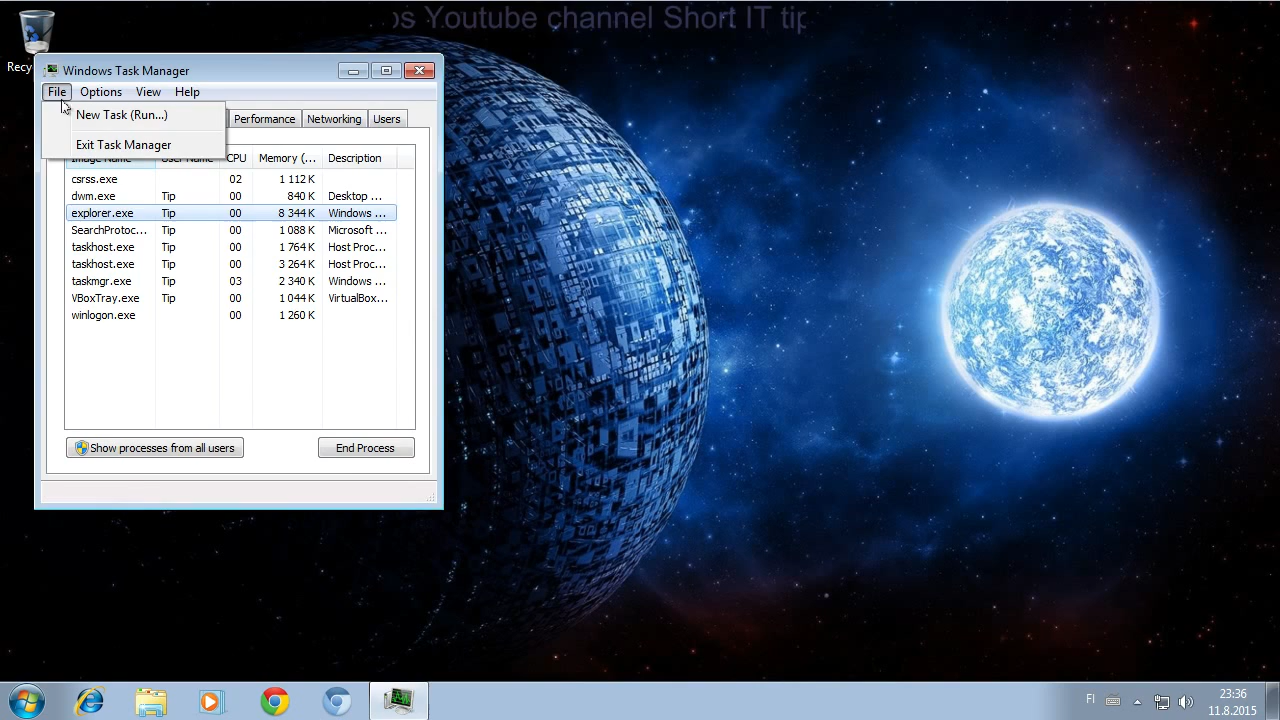 ps Youtube channel Short IT tip
Recy
Windows Task Manager
File Options View Help
New Task (Run...)
Exit Task Manager
Performance Networking Users
Image Name User Name CPU Memory (... Description
csrss.exe 02 1 112 K
dwm.exe Tip 00 840 K Desktop ...
explorer.exe Tip 00 8 344 K Windows ...
SearchProtoc... Tip 00 1 088 K Microsoft ...
taskhost.exe Tip 00 1 764 K Host Proc...
taskhost.exe Tip 00 3 264 K Host Proc...
taskmgr.exe Tip 03 2 340 K Windows ...
VBoxTray.exe Tip 00 1 044 K VirtualBox...
winlogon.exe 00 1 260 K
Show processes from all users
End Process
FI
23:36
11.8.2015